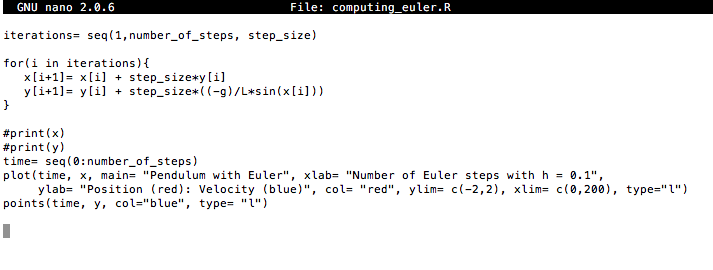 GNU nano 2.0.6 File: computing_euler.R
iterations= seq(1,number_of_steps, step_size)
for(i in iterations){
x[i+1]= x[i] + step_size*y[i]
y[i+1]= y[i] + step_size*((-g)/L*sin(x[i]))
}
#print(x)
#print(y)
time= seq(0:number_of_steps)
plot(time, x, main= "Pendulum with Euler", xlab= "Number of Euler steps with h = 0.1",
ylab= "Position (red): Velocity (blue)", col= "red", ylim= c(-2,2), xlim= c(0,200), type="l")
points(time, y, col="blue", type= "l")